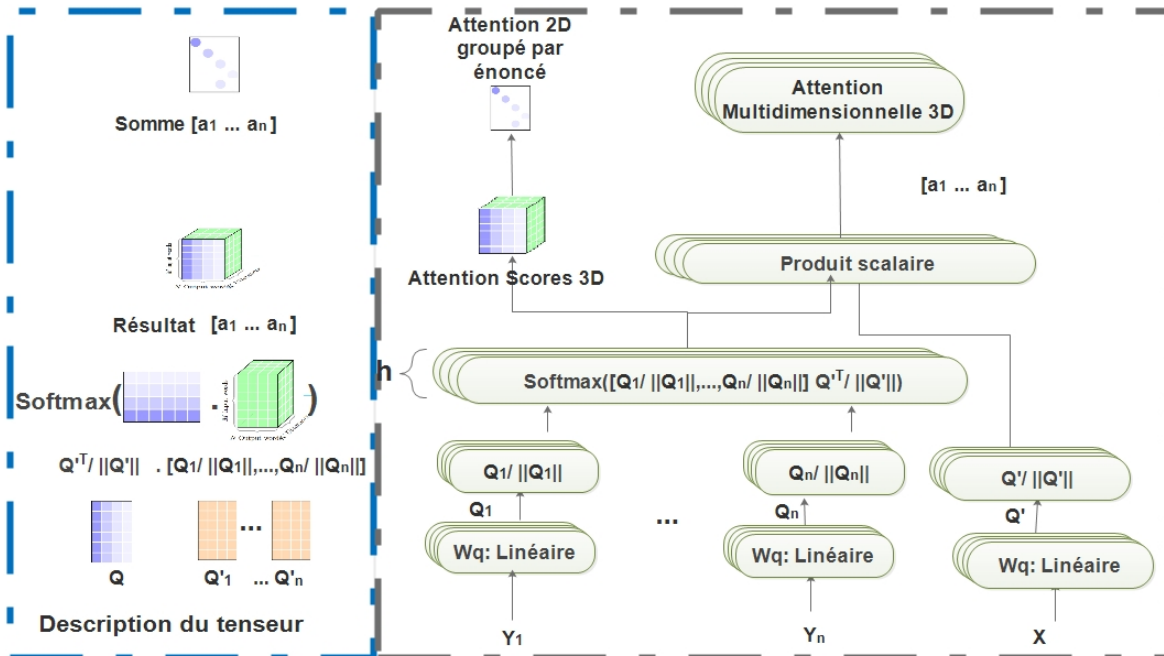 Somme [a1 ... an]
Résultat [a1 ... an]
Softmax( . )
Q'T/ ||Q'|| . [Q1/ ||Q1||,...,Qn/ ||Qn||]
...
Q Q'1 ... Q'n
Description du tenseur
Attention 2D
groupé par
énoncé
Attention Scores 3D
Attention
Multidimensionnelle 3D
[a1 ... an]
Produit scalaire
h
Softmax([Q1/ ||Q1||,...,Qn/ ||Qn||] Q'T/ ||Q'||)
Q1/ ||Q1||
Qn/ ||Qn||
Q'/ ||Q'||
Q1
...
Qn
Q'
Wq: Linéaire
Wq: Linéaire
Wq: Linéaire
Y1
Yn
X